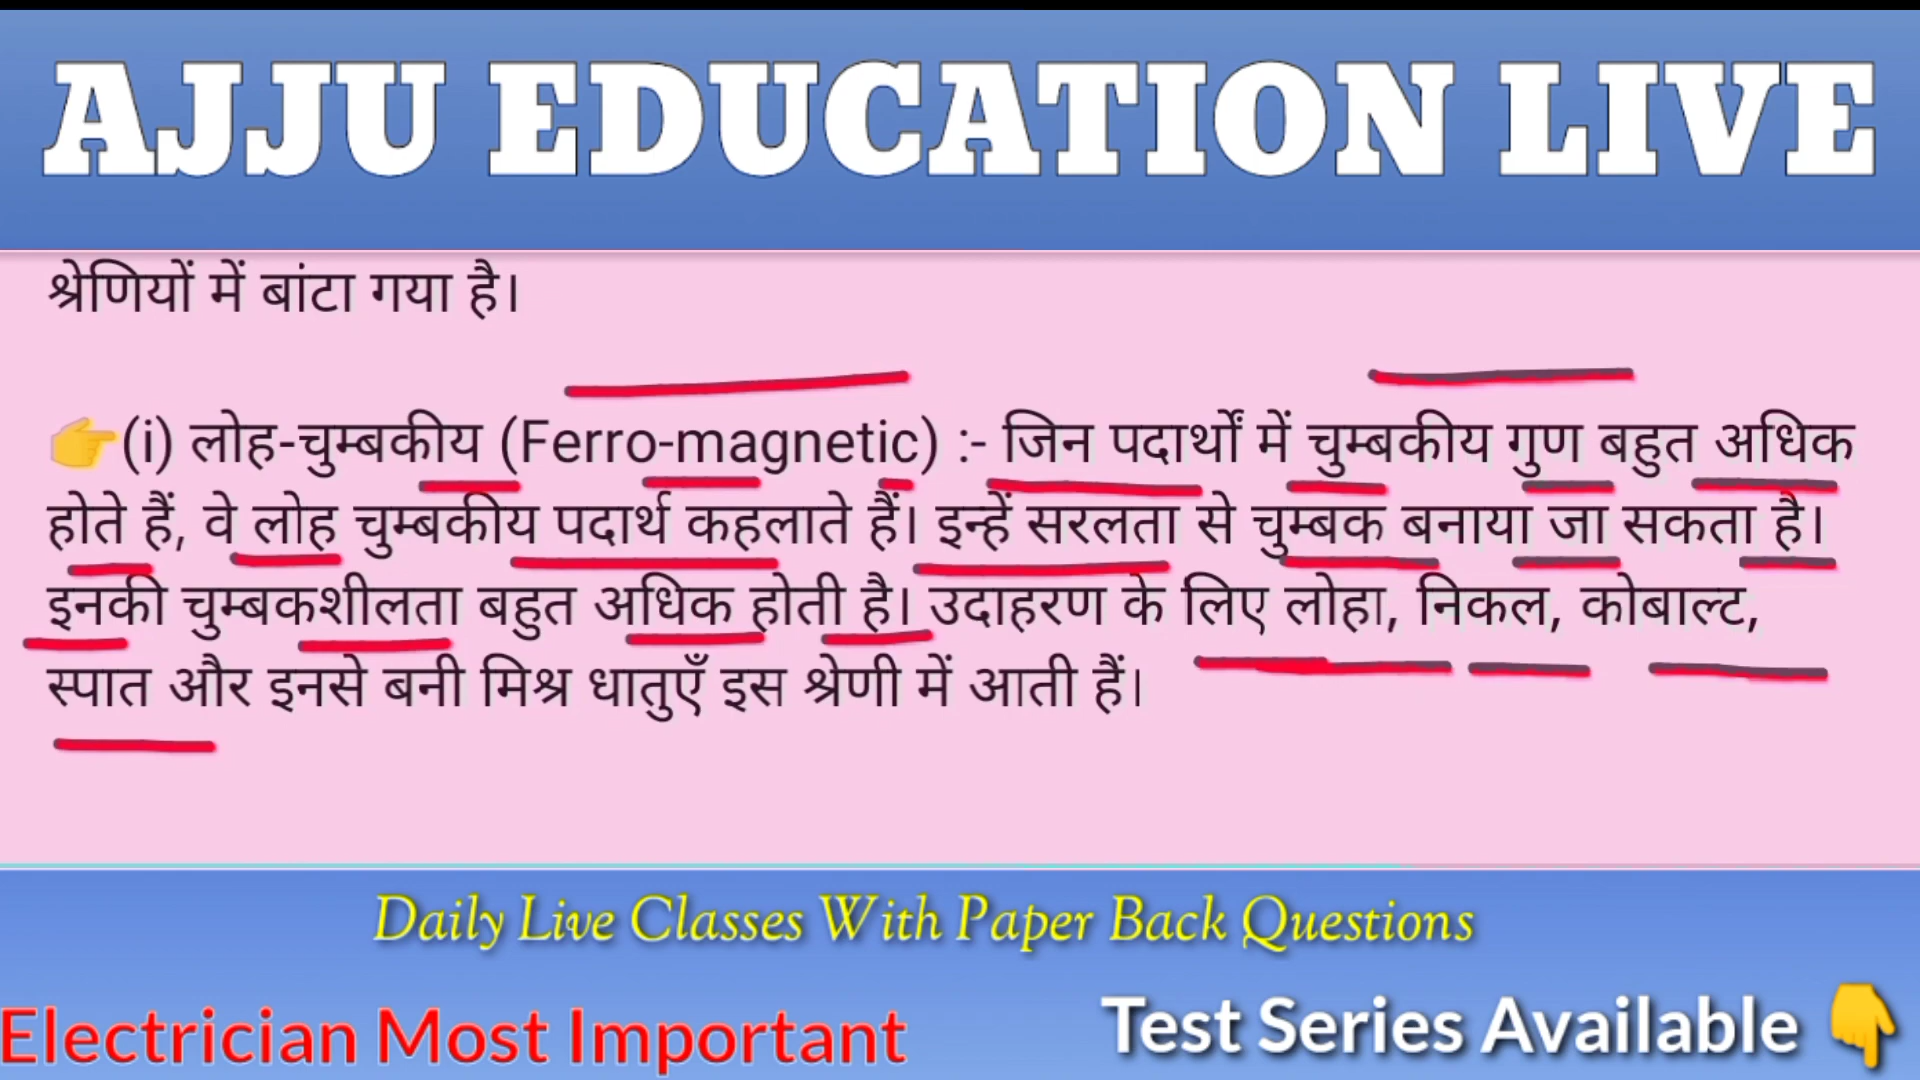 AJJU EDUCATION LIVE
श्रेणियों में बांटा गया है।
👉(i) लोह-चुम्बकीय (Ferro-magnetic) :- जिन पदार्थों में चुम्बकीय गुण बहुत अधिक
होते हैं, वे लोह चुम्बकीय पदार्थ कहलाते हैं। इन्हें सरलता से चुम्बक बनाया जा सकता है।
इनकी चुम्बकशीलता बहुत अधिक होती है। उदाहरण के लिए लोहा, निकल, कोबाल्ट,
स्पात और इनसे बनी मिश्र धातुएँ इस श्रेणी में आती हैं।
Daily Live Classes With Paper Back Questions
Electrician Most Important
Test Series Available 👇